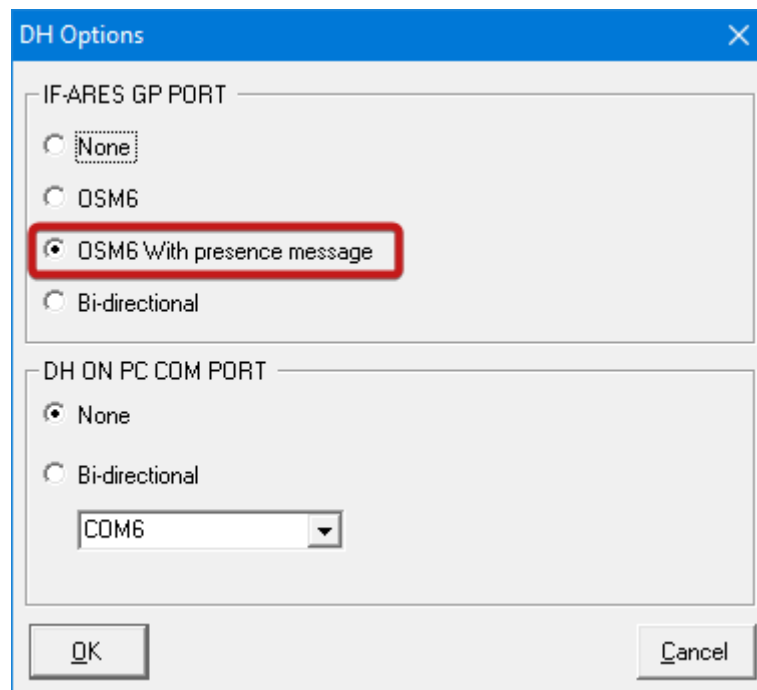 DH Options
IF-ARES GP PORT
None
OSM6
OSM6 With presence message
Bi-directional
DH ON PC COM PORT
None
Bi-directional
COM6
OK
Cancel